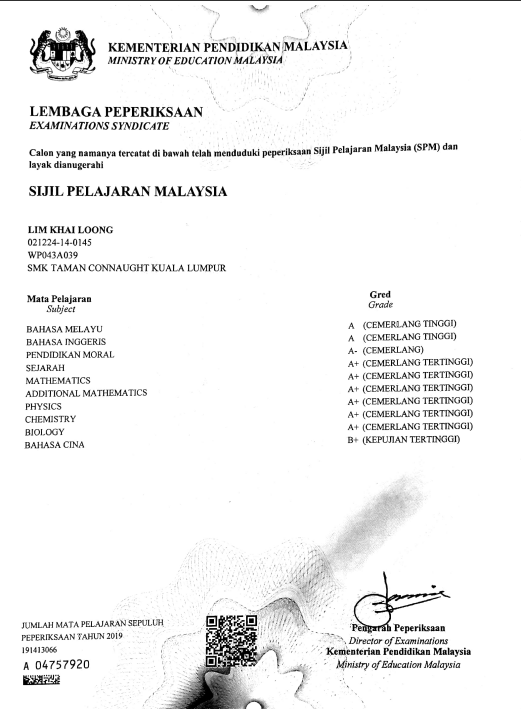 KEMENTERIAN PENDIDIKAN MALAYSIA
MINISTRY OF EDUCATION MALAYSIA
LEMBAGA PEPERIKSAAN
EXAMINATIONS SYNDICATE
Calon yang namanya tercatat di bawah telah menduduki peperiksaan Sijil Pelajaran Malaysia (SPM) dan
layak dianugerahi
SIJIL PELAJARAN MALAYSIA
LIM KHAI LOONG
021224-14-0145
WP043A039
SMK TAMAN CONNAUGHT KUALA LUMPUR
Mata Pelajaran Gred
Subject Grade
BAHASA MELAYU A (CEMERLANG TINGGI)
BAHASA INGGERIS A (CEMERLANG TINGGI)
PENDIDIKAN MORAL A- (CEMERLANG)
SEJARAH A+ (CEMERLANG TERTINGGI)
MATHEMATICS A+ (CEMERLANG TERTINGGI)
ADDITIONAL MATHEMATICS A+ (CEMERLANG TERTINGGI)
PHYSICS A+ (CEMERLANG TERTINGGI)
CHEMISTRY A+ (CEMERLANG TERTINGGI)
BIOLOGY A+ (CEMERLANG TERTINGGI)
BAHASA CINA B+ (KEPUJIAN TERTINGGI)
JUMLAH MATA PELAJARAN SEPULUH
PEPERIKSAAN TAHUN 2019
191413066
A 04757920
Pengarah Peperiksaan
Director of Examinations
Kementerian Pendidikan Malaysia
Ministry of Education Malaysia